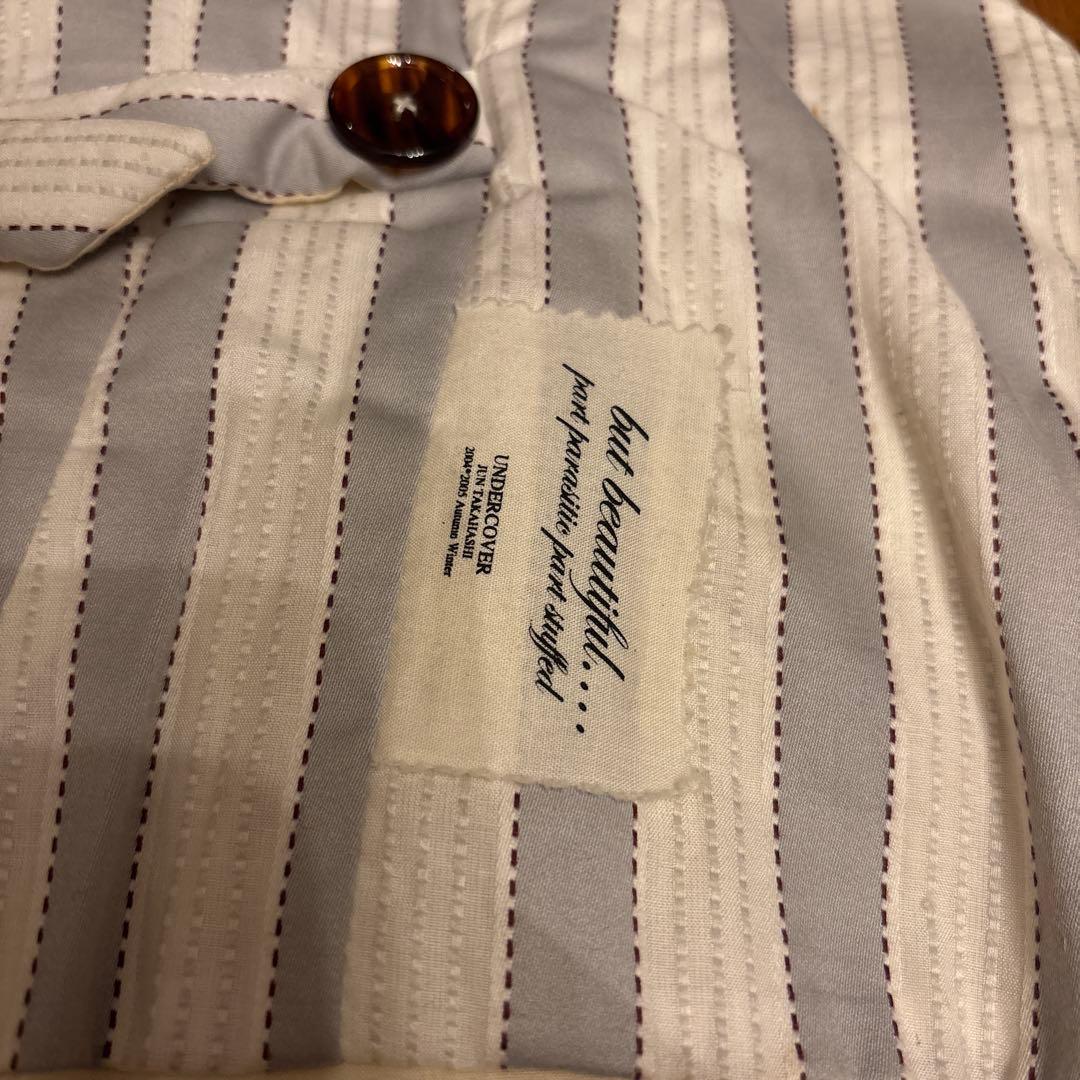 but beautiful....
part parasitic part stuffed
UNDERCOVER
JUN TAKAHASHI
2004*2005 Autumn Winter